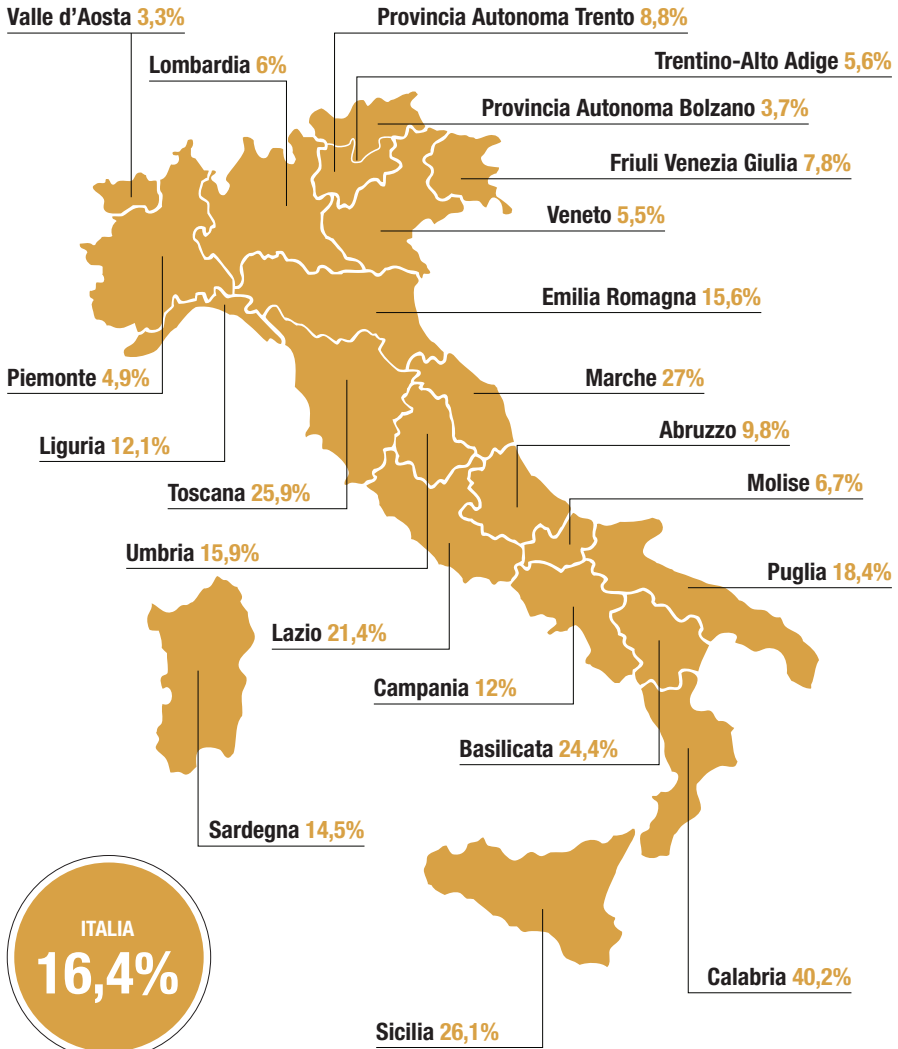 Valle d’Aosta 3,3%
Provincia Autonoma Trento 8,8%
Lombardia 6%
Trentino-Alto Adige 5,6%
Provincia Autonoma Bolzano 3,7%
Friuli Venezia Giulia 7,8%
Veneto 5,5%
Emilia Romagna 15,6%
Piemonte 4,9%
Marche 27%
Liguria 12,1%
Abruzzo 9,8%
Toscana 25,9%
Molise 6,7%
Umbria 15,9%
Puglia 18,4%
Lazio 21,4%
Campania 12%
Basilicata 24,4%
Sardegna 14,5%
ITALIA
16,4%
Calabria 40,2%
Sicilia 26,1%